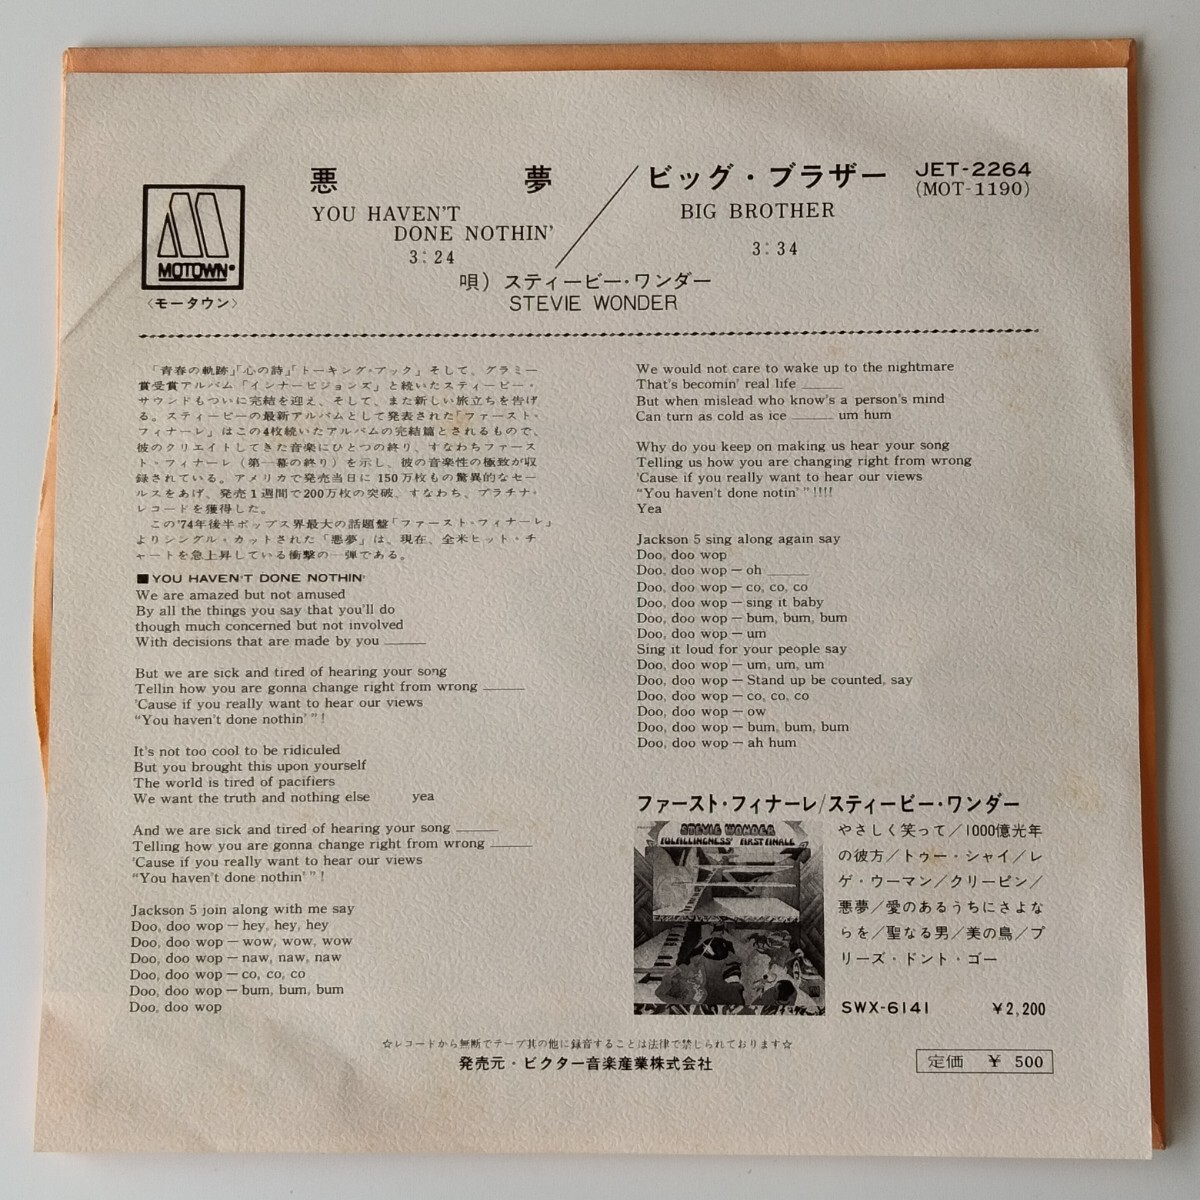 MOTOWN®
〈モータウン〉
悪夢
YOU HAVEN'T
DONE NOTHIN'
3:24
ビッグ・ブラザー
BIG BROTHER
3:34
JET-2264
(MOT-1190)
唄）スティービー・ワンダー
STEVIE WONDER
「青春の軌跡」「心の詩」「トーキング・ブック」そして、グラミー
賞受賞アルバム「インナービジョンズ」と続いたスティービー・
サウンドもついに完結を迎え、そして、また新しい旅立を告げ
る。スティービーの最新アルバムとして発表された「ファースト・
フィナーレ」はこの4枚続いたアルバムの完結篇とされるもので、
彼のクリエイトしてきた音楽にひとつの終り、すなわちファース
ト・フィナーレ（第一幕の終り）を示し、彼の音楽性の極致が収
録されている。アメリカで発売当日に150万枚もの驚異的なセー
ルスをあげ、発売1週間で200万枚の突破、すなわち、プラチナ・
レコードを獲得した。
この'74年後半ポップス界最大の話題盤「ファースト・フィナーレ」
よりシングル・カットされた「悪夢」は、現在、全米ヒット・チ
ャートを急上昇している衝撃の一弾である。
■YOU HAVEN'T DONE NOTHIN'
We are amazed but not amused
By all the things you say that you'll do
though much concerned but not involved
With decisions that are made by you ____
But we are sick and tired of hearing your song
Tellin how you are gonna change right from wrong ____
'Cause if you really want to hear our views
“You haven't done nothin'”!
It's not too cool to be ridiculed
But you brought this upon yourself
The world is tired of pacifiers
We want the truth and nothing else yea
And we are sick and tired of hearing your song ____
Telling how you are gonna change right from wrong ____
'Cause if you really want to hear our views
“You haven't done nothin'”!
Jackson 5 join along with me say
Doo, doo wop — hey, hey, hey
Doo, doo wop — wow, wow, wow
Doo, doo wop — naw, naw, naw
Doo, doo wop — co, co, co
Doo, doo wop — bum, bum, bum
Doo, doo wop
We would not care to wake up to the nightmare
That's becomin' real life ____
But when mislead who know's a person's mind
Can turn as cold as ice ____ um hum
Why do you keep on making us hear your song
Telling us how you are changing right from wrong
'Cause if you really want to hear our views
“You haven't done notin'”!!!!
Yea
Jackson 5 sing along again say
Doo, doo wop
Doo, doo wop — oh ____
Doo, doo wop — co, co, co
Doo, doo wop — sing it baby
Doo, doo wop — bum, bum, bum
Doo, doo wop — um
Sing it loud for your people say
Doo, doo wop — um, um, um
Doo, doo wop — Stand up be counted, say
Doo, doo wop — co, co, co
Doo, doo wop — ow
Doo, doo wop — bum, bum, bum
Doo, doo wop — ah hum
ファースト・フィナーレ/スティービー・ワンダー
STEVIE WONDER
FULFILLINGNESS' FIRST FINALE
やさしく笑って／1000億光年
の彼方／トゥー・シャイ／レ
ゲ・ウーマン／クリーピン／
悪夢／愛のあるうちにさよな
らを／聖なる男／美の鳥／プ
リーズ・ドント・ゴー
SWX-6141 ¥2,200
☆レコードから無断でテープ其の他に録音することは法律で禁じられております☆
発売元・ビクター音楽産業株式会社
定価 ¥ 500